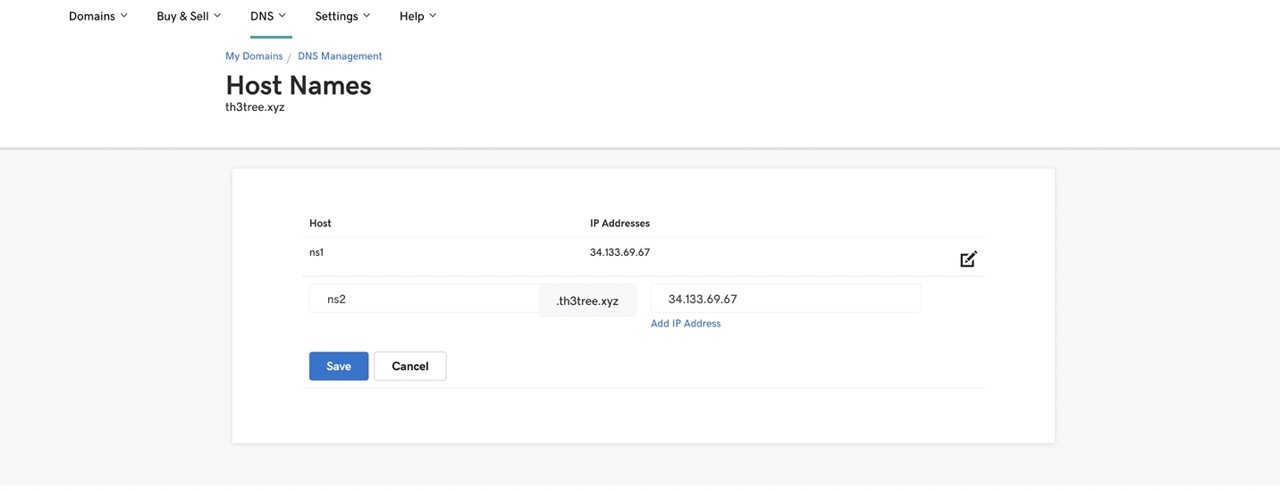 Domains Buy & Sell DNS Settings Help
My Domains / DNS Management
Host Names
th3tree.xyz
Host IP Addresses
ns1 34.133.69.67
ns2 .th3tree.xyz 34.133.69.67
Add IP Address
Save Cancel